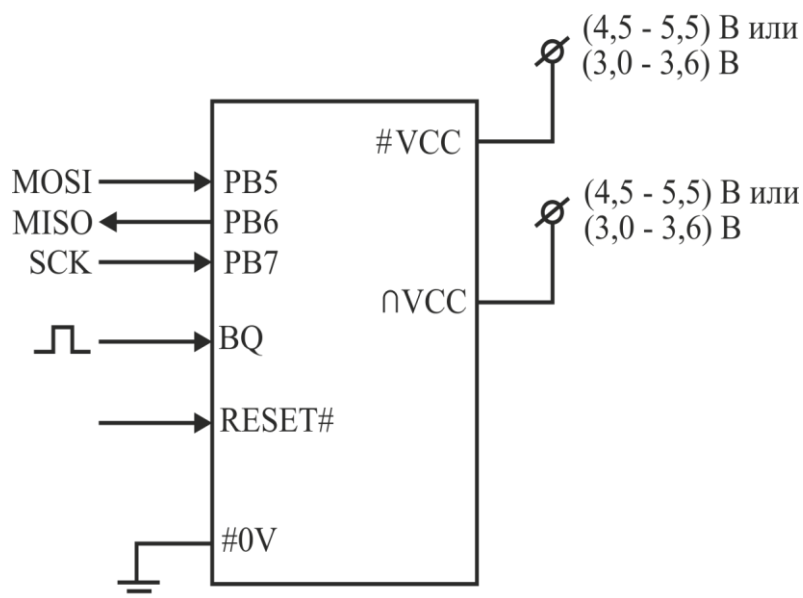 (4,5 - 5,5) В или
(3,0 - 3,6) В
#VCC
MOSI
PB5
(4,5 - 5,5) В или
(3,0 - 3,6) В
MISO
PB6
SCK
PB7
∩VCC
BQ
RESET#
#0V